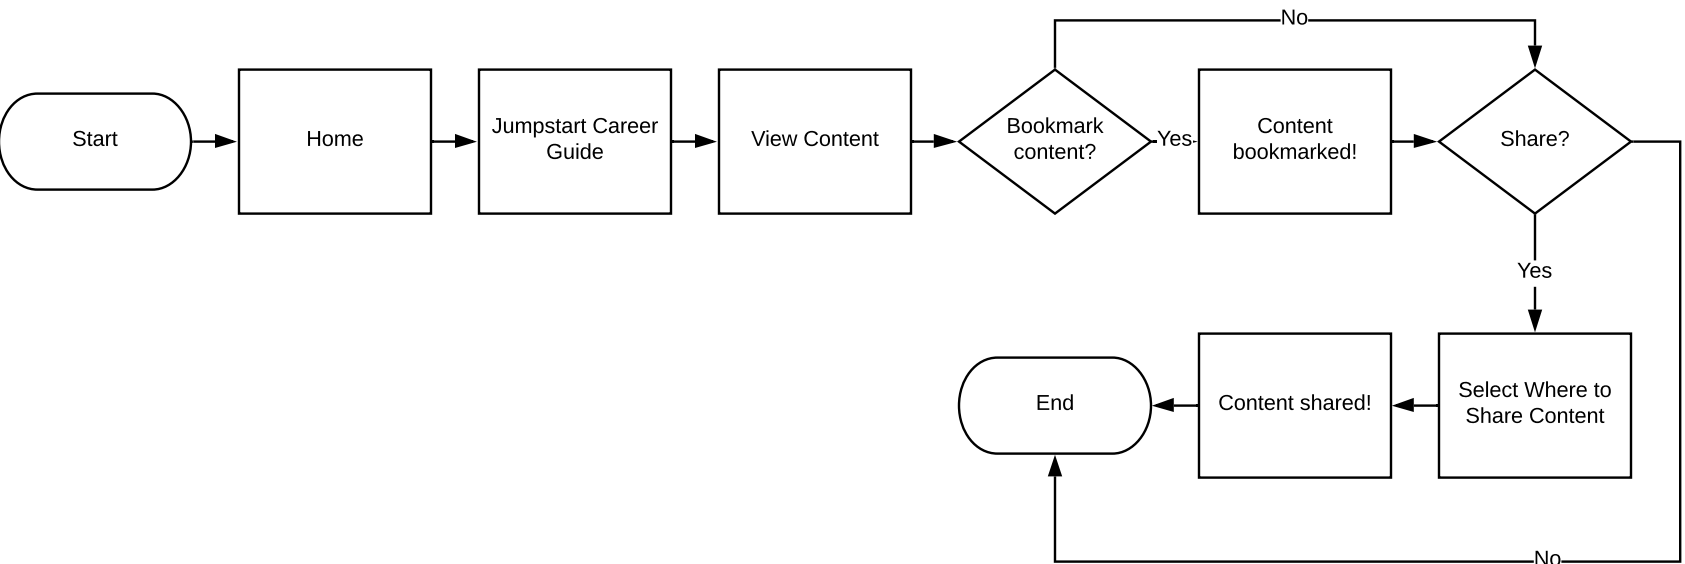 No
Start
Home
Jumpstart Career
Guide
View Content
Bookmark
content?
Yes
Content
bookmarked!
Share?
Yes
End
Content shared!
Select Where to
Share Content
No